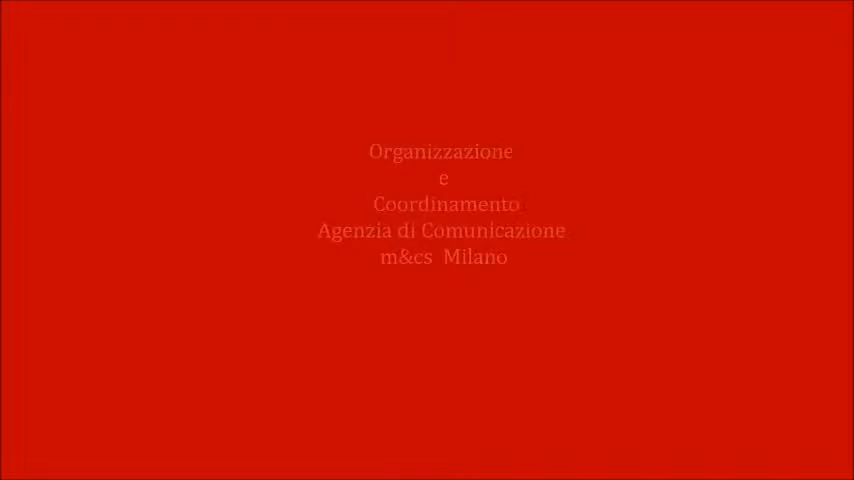 Organizzazione
e
Coordinamento
Agenzia di Comunicazione
m&cs Milano